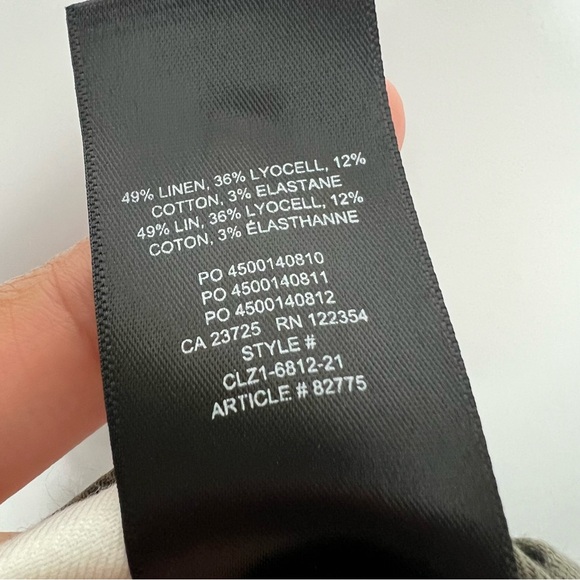 49% LINEN, 36% LYOCELL, 12%
COTTON, 3% ELASTANE
49% LIN, 36% LYOCELL, 12%
COTON, 3% ÉLASTHANNE
PO 4500140810
PO 4500140811
PO 4500140812
CA 23725 RN 122354
STYLE #
CLZ1-6812-21
ARTICLE # 82775